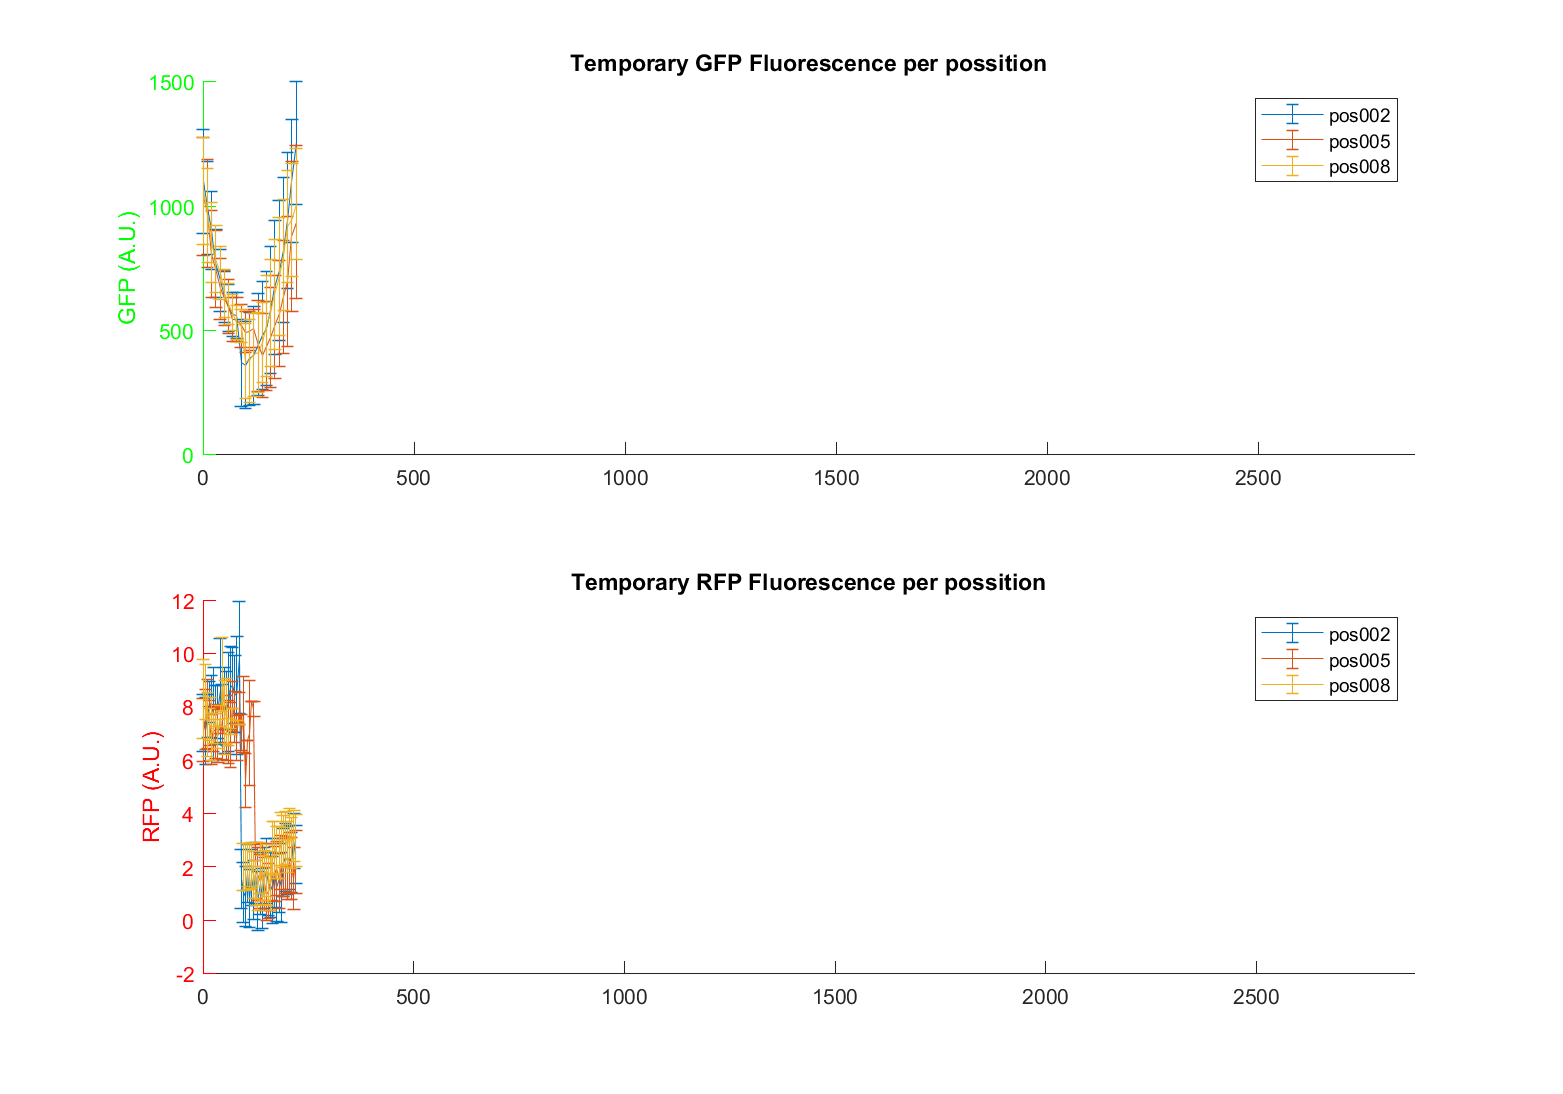 Temporary GFP Fluorescence per possition
1500
1000
500
0
GFP (A.U.)
pos002
pos005
pos008
0 500 1000 1500 2000 2500
Temporary RFP Fluorescence per possition
12
10
8
6
4
2
0
-2
RFP (A.U.)
pos002
pos005
pos008
0 500 1000 1500 2000 2500